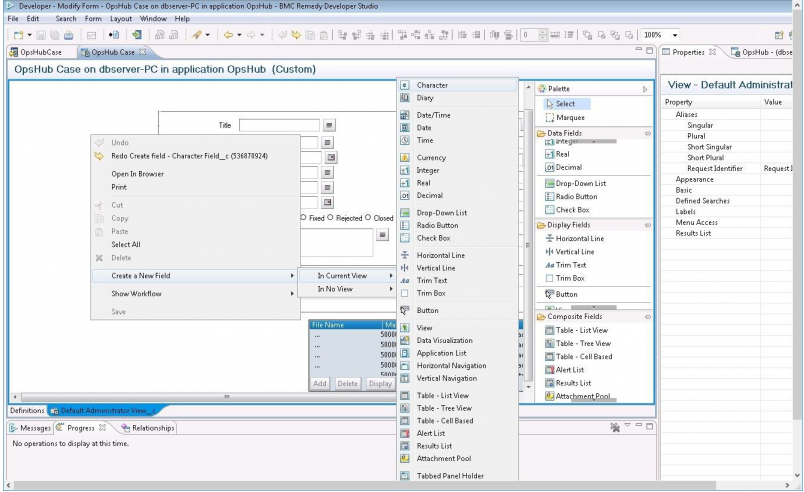 Developer - Modify Form - OpsHub Case on dbserver-PC in application OpsHub - BMC Remedy Developer Studio
File Edit Search Form Layout Window Help
100%
OpsHubCase
OpsHub Case
Properties
OpsHub - (dbse
OpsHub Case on dbserver-PC in application OpsHub (Custom)
View - Default Administrat
Property Value
Aliases
Singular
Plural
Short Singular
Short Plural
Request Identifier Request I
Appearance
Basic
Defined Searches
Labels
Menu Access
Results List
Title
Undo
Redo Create field - Character Field__c (536870924)
Open In Browser
Print
Cut
Copy
Paste
Select All
Delete
Create a New Field
Show Workflow
Save
In Current View
In No View
Fixed Rejected Closed
File Name
...
...
...
...
5000
5000
5000
5000
Add Delete Display
Character
Diary
Date/Time
Date
Time
Currency
Integer
Real
Decimal
Drop-Down List
Radio Button
Check Box
Horizontal Line
Vertical Line
Trim Text
Trim Box
Button
View
Data Visualization
Application List
Horizontal Navigation
Vertical Navigation
Table - List View
Table - Tree View
Table - Cell Based
Alert List
Results List
Attachment Pool
Tabbed Panel Holder
Palette
Select
Marquee
Data Fields
Integer
Real
Decimal
Drop-Down List
Radio Button
Check Box
Display Fields
Horizontal Line
Vertical Line
Trim Text
Trim Box
Button
Composite Fields
Table - List View
Table - Tree View
Table - Cell Based
Alert List
Results List
Attachment Pool
Definitions Default Administrator View__c
Messages Progress Relationships
No operations to display at this time.